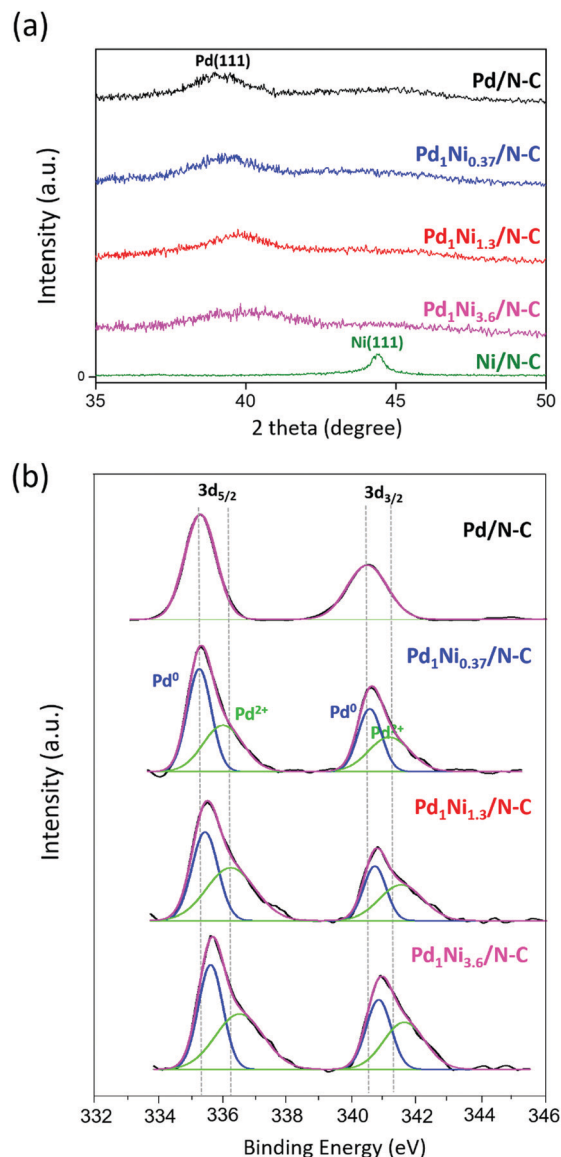 (a)
Pd(111)
Pd/N-C
Pd₁Ni₀.₃₇/N-C
Pd₁Ni₁.₃/N-C
Pd₁Ni₃.₆/N-C
Ni(111)
Ni/N-C
0
35 40 45 50
2 theta (degree)
Intensity (a.u.)
(b)
3d₅/₂ 3d₃/₂
Pd/N-C
Pd₁Ni₀.₃₇/N-C
Pd⁰ Pd²⁺ Pd⁰ Pd²⁺
Pd₁Ni₁.₃/N-C
Pd₁Ni₃.₆/N-C
332 334 336 338 340 342 344 346
Binding Energy (eV)
Intensity (a.u.)